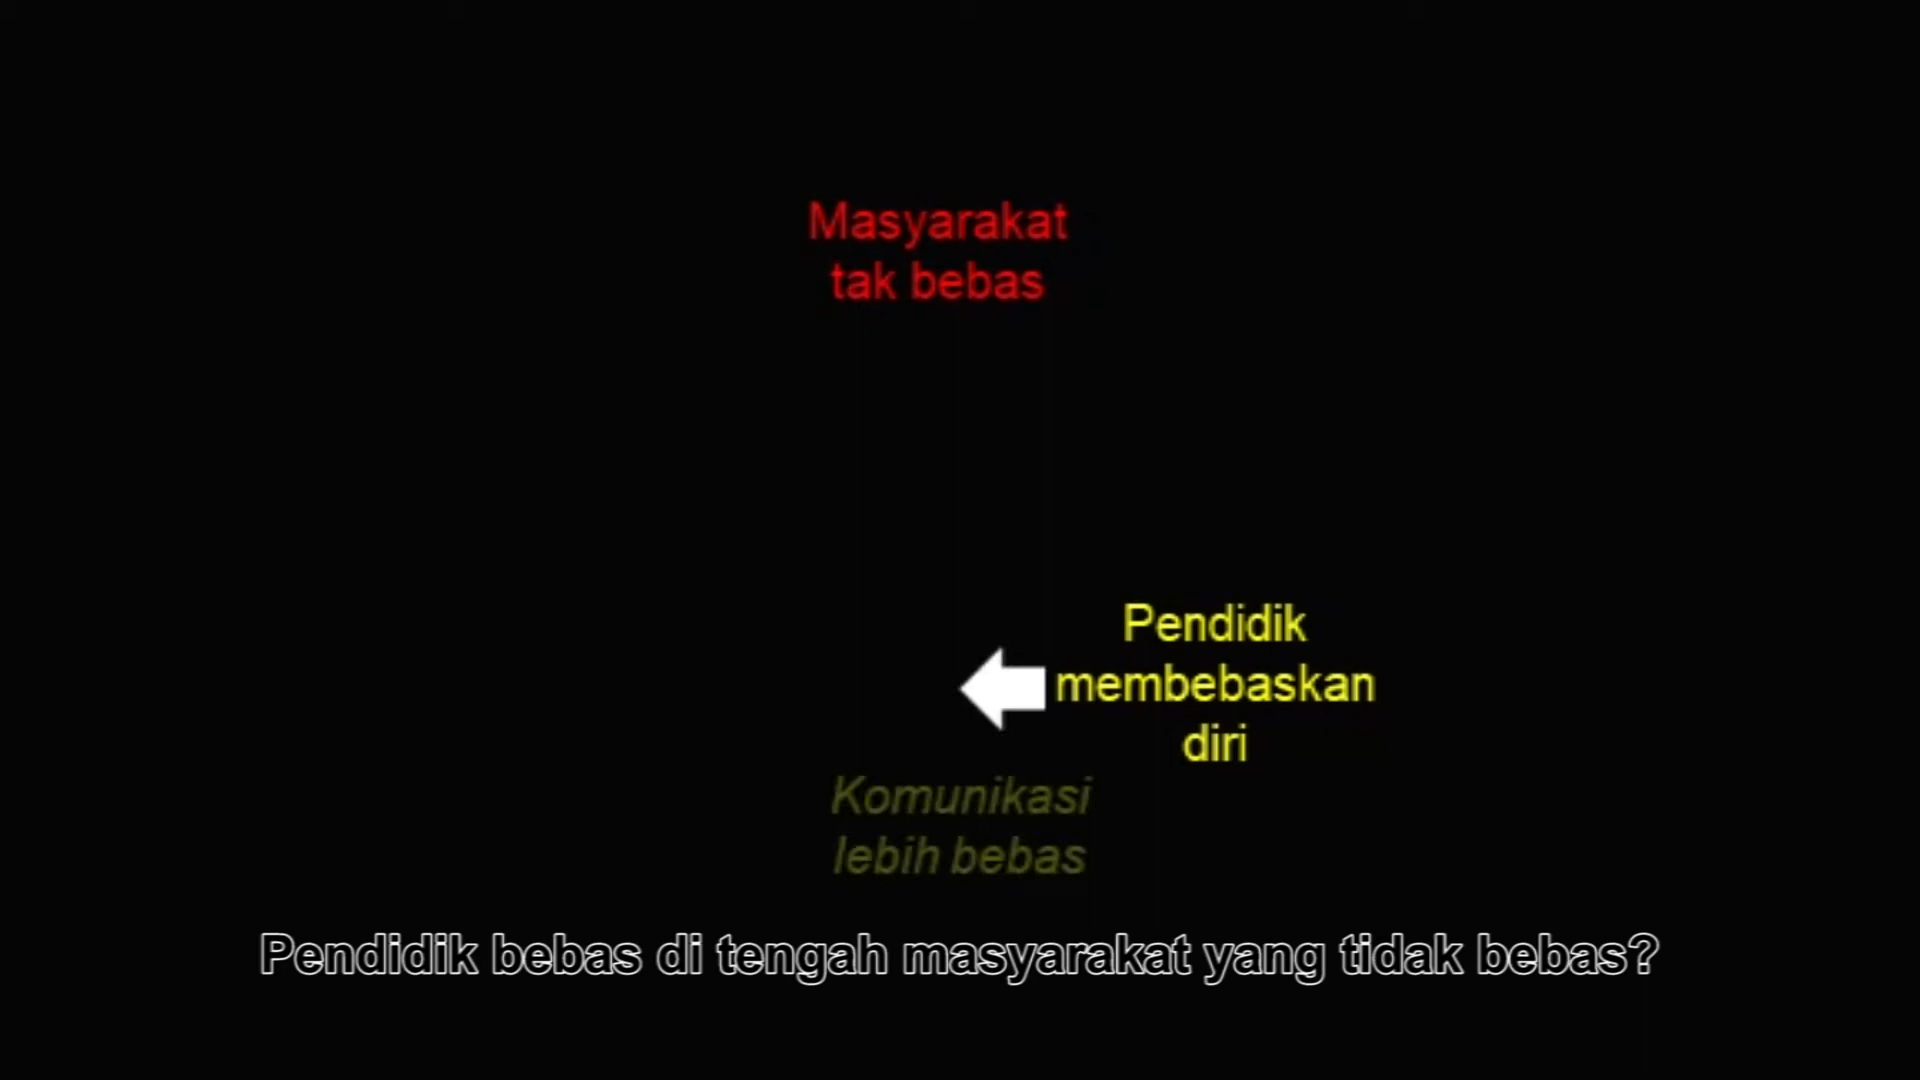 Masyarakat
tak bebas
Pendidik
membebaskan
diri
Komunikasi
lebih bebas
Pendidik bebas di tengah masyarakat yang tidak bebas?